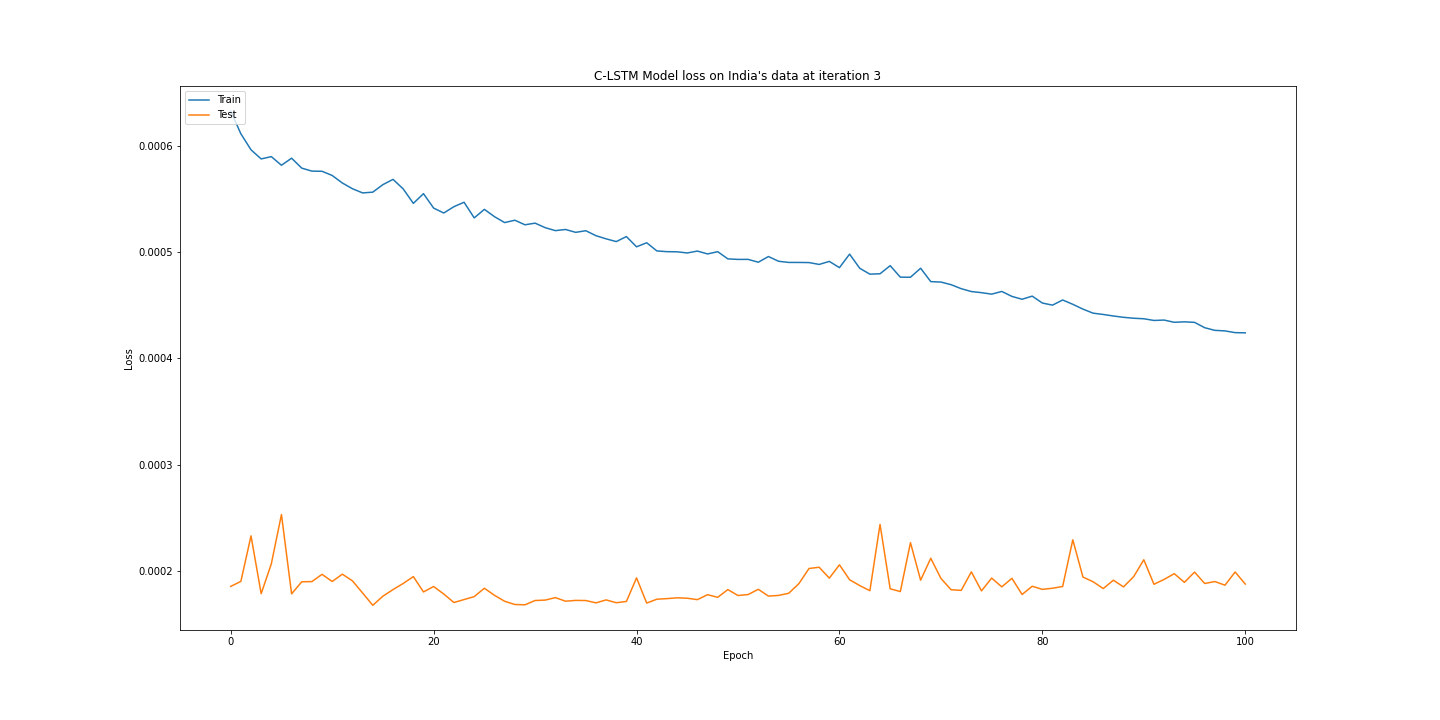 C-LSTM Model loss on India's data at iteration 3
Train
Test
0.0006
0.0005
0.0004
0.0003
0.0002
Loss
0
20
40
60
80
100
Epoch